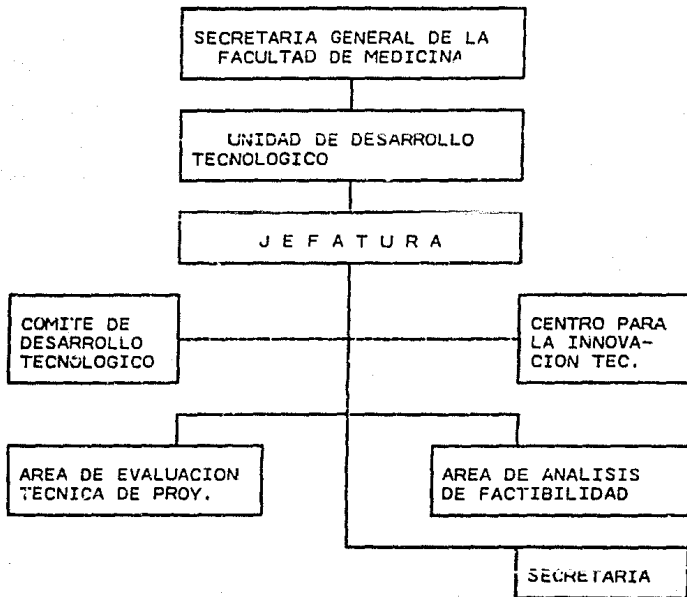 SECRETARIA GENERAL DE LA
FACULTAD DE MEDICINA
UNIDAD DE DESARROLLO
TECNOLOGICO
J E F A T U R A
COMITE DE
DESARROLLO
TECNOLOGICO
CENTRO PARA
LA INNOVA-
CION TEC.
AREA DE EVALUACION
TECNICA DE PROY.
AREA DE ANALISIS
DE FACTIBILIDAD
SECRETARIA